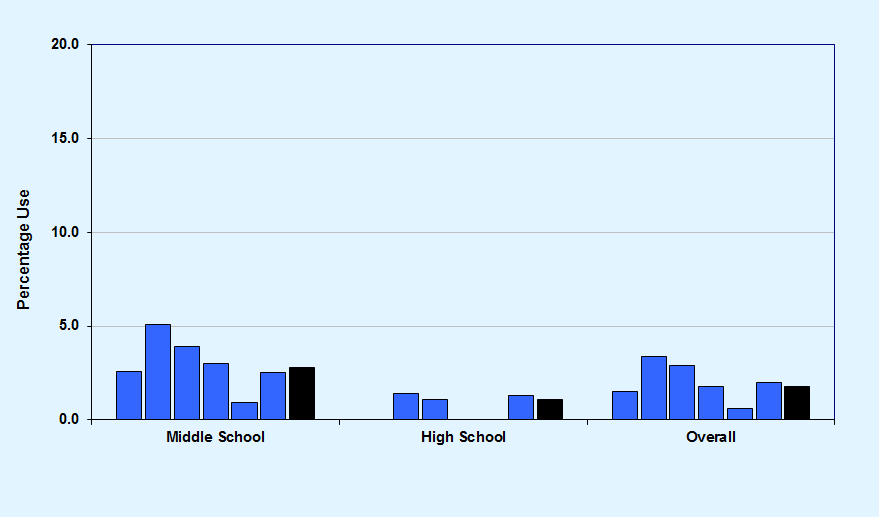 20.0
15.0
10.0
5.0
0.0
Percentage Use
Middle School
High School
Overall